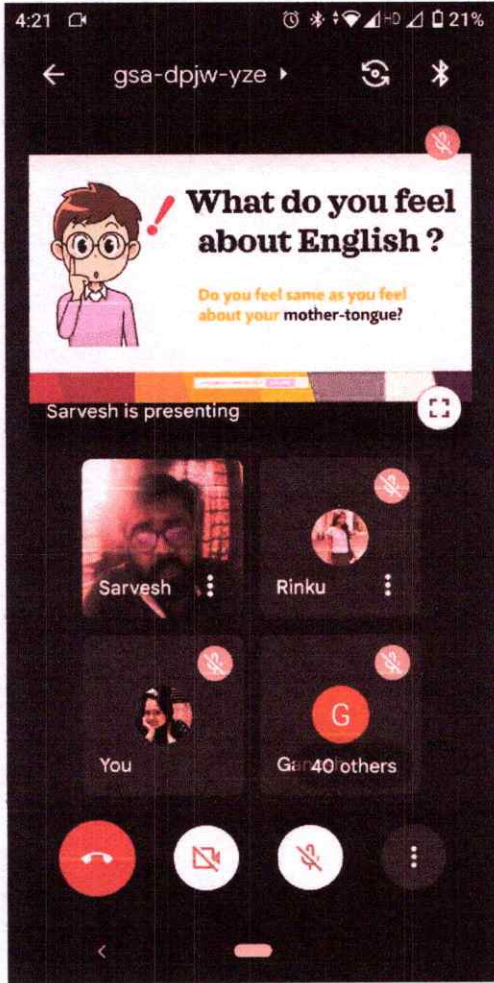 4:21 HD 21%
gsa-dpjw-yze
What do you feel
about English ?
Do you feel same as you feel
about your mother-tongue?
Sarvesh is presenting
Sarvesh
Rinku
You
G
40 others